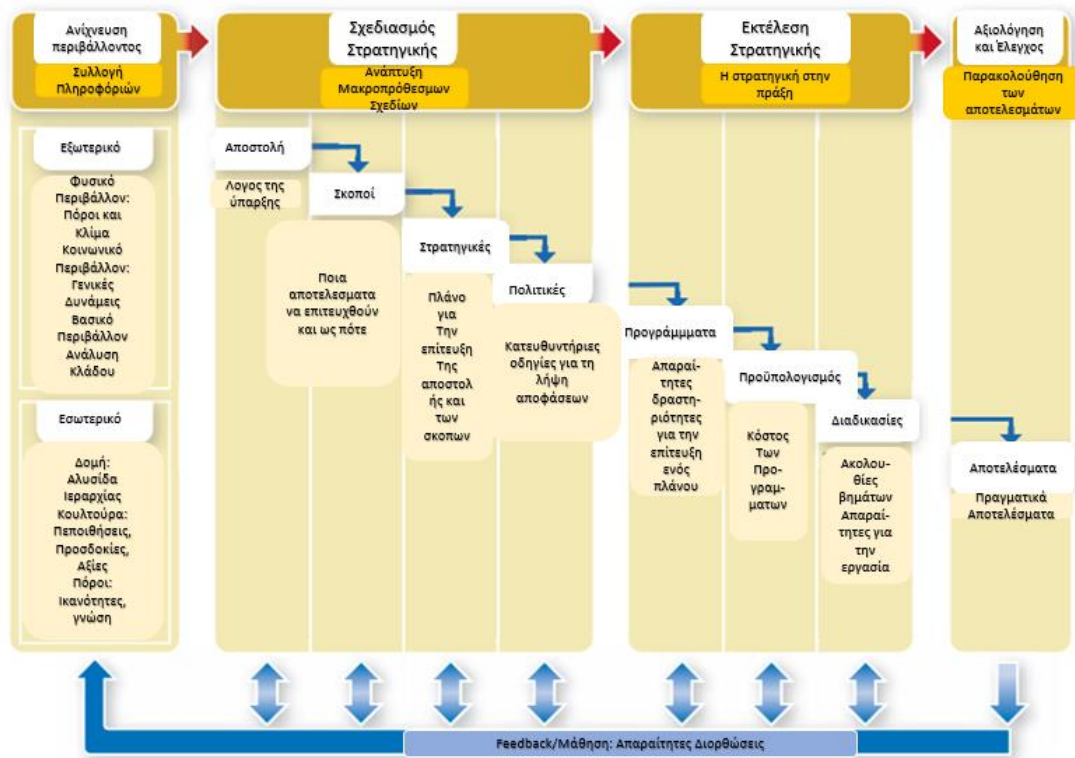 Ανίχνευση
περιβάλλοντος
Συλλογή
Πληροφόριών
Σχεδιασμός
Στρατηγικής
Ανάπτυξη
Μακροπρόθεσμων
Σχεδίων
Εκτέλεση
Στρατηγικής
Η στρατηγική στην
πράξη
Αξιολόγηση
και Έλεγχος
Παρακολούθηση
των
αποτελεσμάτων
Εξωτερικό
Φυσικό
Περιβάλλον:
Πόροι και
Κλίμα
Κοινωνικό
Περιβάλλον:
Γενικές
Δυνάμεις
Βασικό
Περιβάλλον
Ανάλυση
Κλάδου
Εσωτερικό
Δομή:
Αλυσίδα
Ιεραρχίας
Κουλτούρα:
Πεποιθήσεις,
Προσδοκίες,
Αξίες
Πόροι:
Ικανότητες,
γνώση
Αποστολή
Λογος της
ύπαρξης
Σκοποί
Ποια
αποτελεσματα
να επιτευχθούν
και ως πότε
Στρατηγικές
Πλάνο
για
Την
επίτευξη
Της
αποστολ
ής και
των
σκοπων
Πολιτικές
Κατευθυντήριες
οδηγίες για τη
λήψη
αποφάσεων
Προγράμμματα
Απαραί-
τητες
δραστη-
ριότητες
για την
επίτευξη
ενός
πλάνου
Προϋπολογισμός
Κόστος
Των
Προ-
γραμ-
ματων
Διαδικασίες
Ακολου-
θίες
βημάτων
Απαραί-
τητες για
την
εργασία
Αποτελέσματα
Πραγματικά
Αποτελέσματα
Feedback/Μάθηση: Απαραίτητες Διορθώσεις